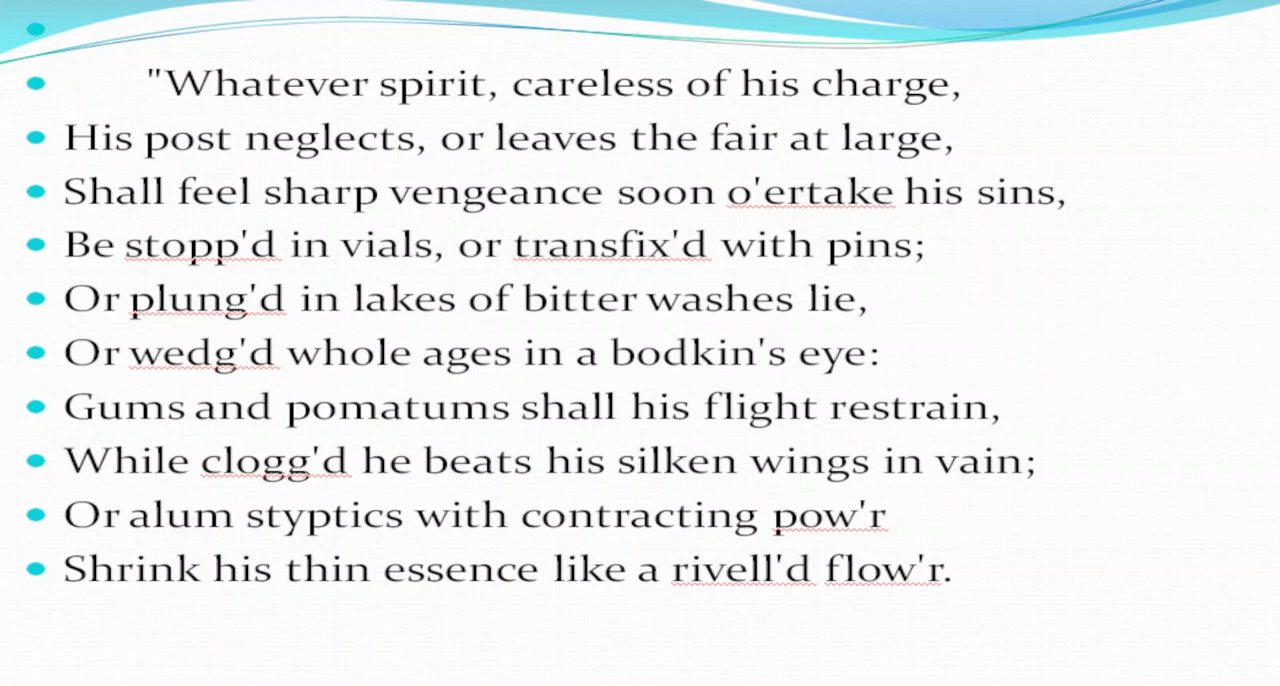 "Whatever spirit, careless of his charge,
His post neglects, or leaves the fair at large,
Shall feel sharp vengeance soon o'ertake his sins,
Be stopp'd in vials, or transfix'd with pins;
Or plung'd in lakes of bitter washes lie,
Or wedg'd whole ages in a bodkin's eye:
Gums and pomatums shall his flight restrain,
While clogg'd he beats his silken wings in vain;
Or alum styptics with contracting pow'r
Shrink his thin essence like a rivell'd flow'r.